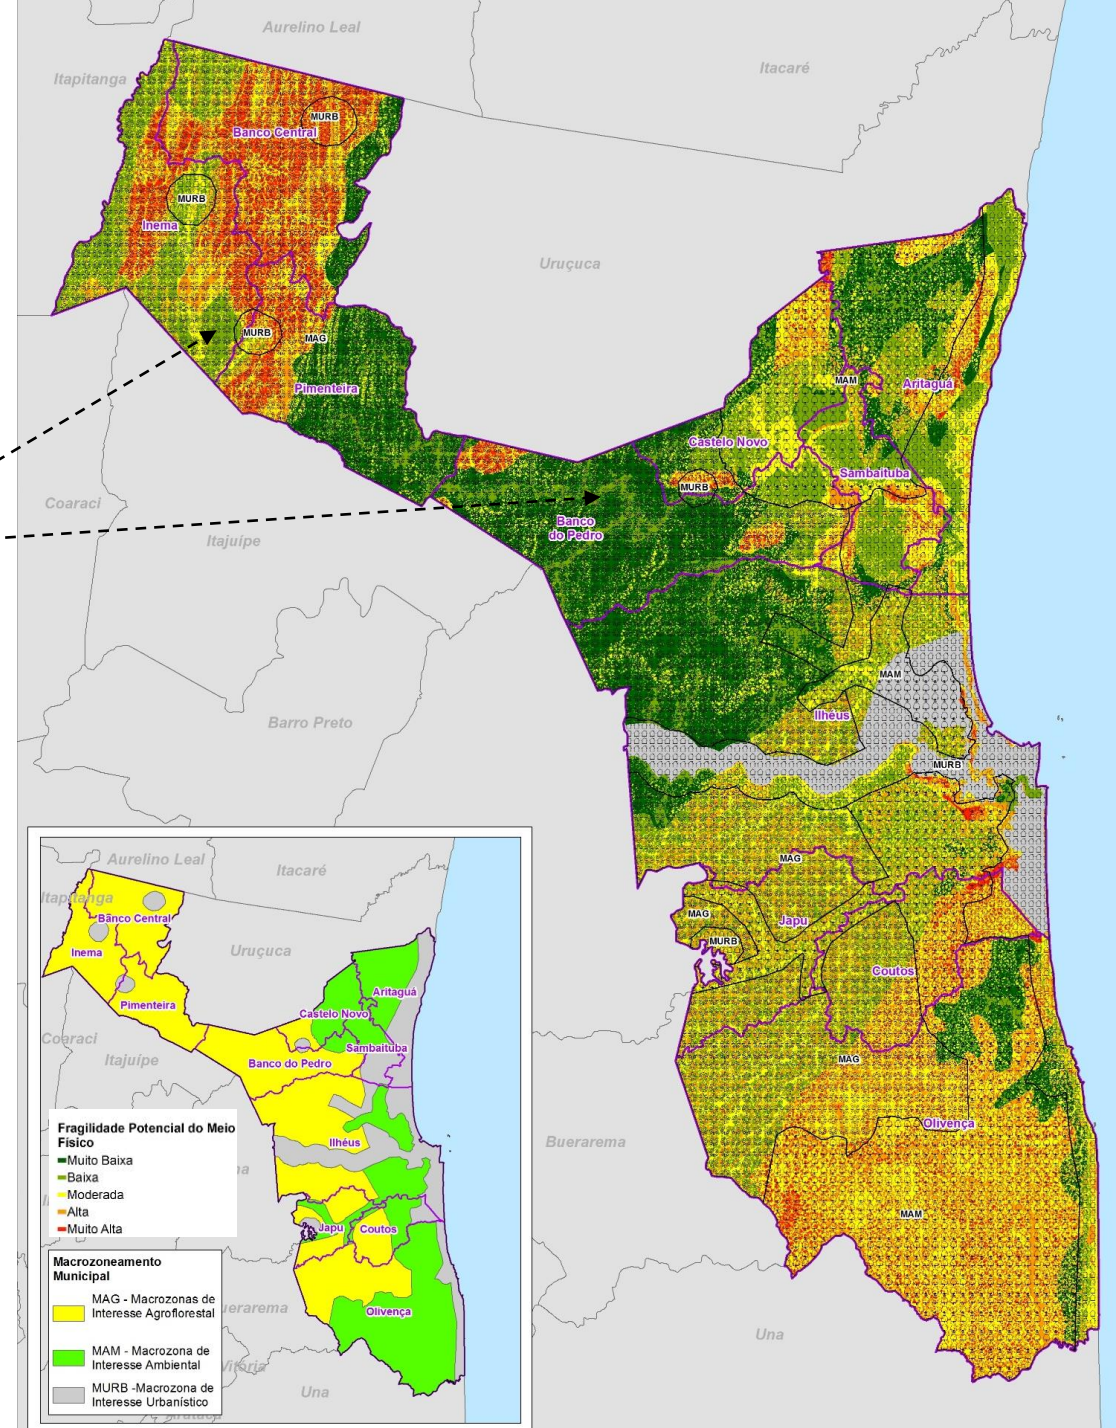 Aurelino Leal
Itacaré
Itapitanga
MURB
Banco Central
MURB
Inema
Uruçuca
MURB
MAG
MAM
Aritaguá
Pimenteira
Castelo Novo
Sambaituba
MURB
Coaraci
Banco
do Pedro
Itajuípe
MAM
Barro Preto
Ilhéus
MURB
MAG
MAG
Japu
MURB
Coutos
MAG
Olivença
Buerarema
MAM
Una
Aurelino Leal
Itacaré
Itapitanga
Banco Central
Inema
Uruçuca
Aritaguá
Pimenteira
Castelo Novo
Coaraci
Sambaituba
Itajuípe
Banco do Pedro
Ilhéus
Japu
Coutos
Olivença
Una
Fragilidade Potencial do Meio
Físico
Muito Baixa
Baixa
Moderada
Alta
Muito Alta
Macrozoneamento
Municipal
MAG - Macrozonas de
Interesse Agroflorestal
MAM - Macrozona de
Interesse Ambiental
MURB -Macrozona de
Interesse Urbanístico